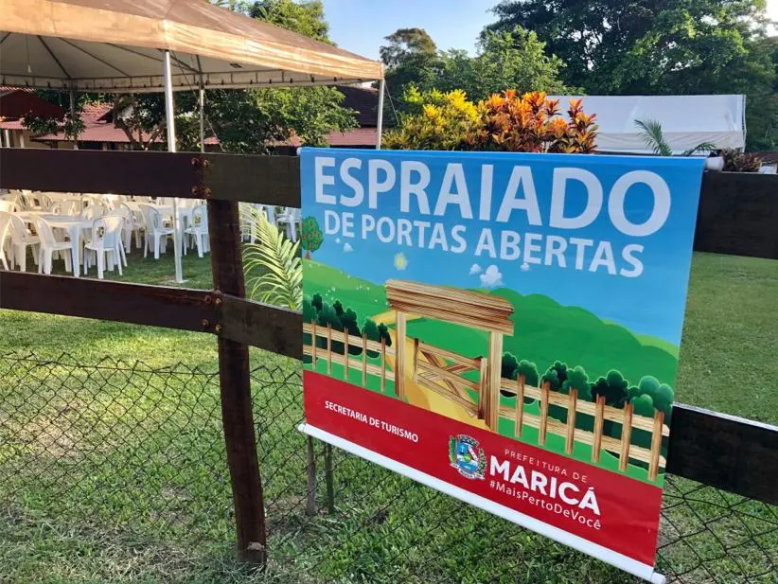 ESPRAIADO
DE PORTAS ABERTAS
SECRETARIA DE TURISMO
PREFEITURA DE
MARICÁ
#MaisPertoDeVocê